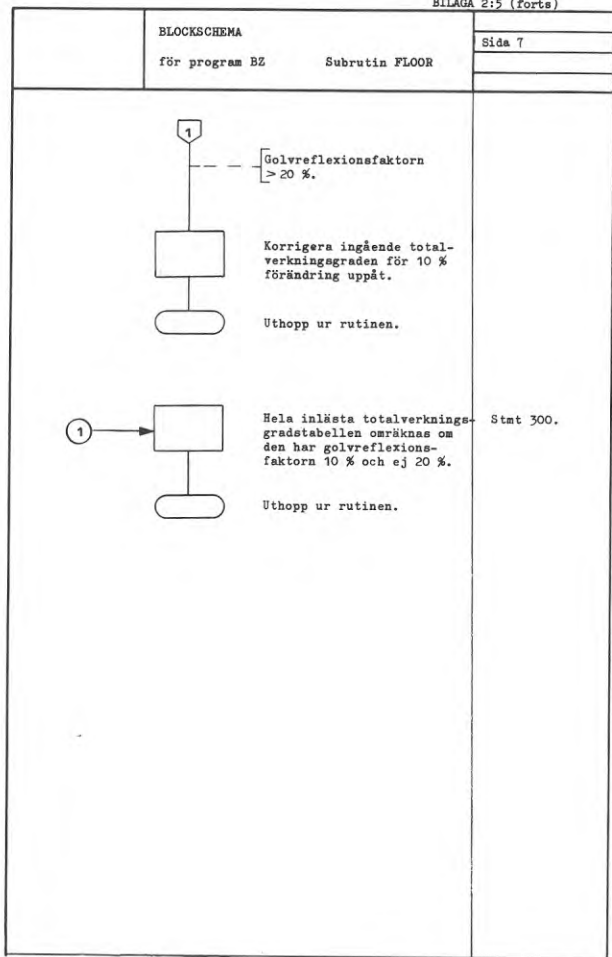 BILAGA 2:5 (forts)
BLOCKSCHEMA
Sida 7
för program BZ Subrutin FLOOR
1
Golvreflexionsfaktorn
> 20 %.
Korrigera ingående total-
verkningsgraden för 10 %
förändring uppåt.
Uthopp ur rutinen.
1
Hela inlästa totalverknings- Stmt 300.
gradstabellen omräknas om
den har golvreflexions-
faktorn 10 % och ej 20 %.
Uthopp ur rutinen.